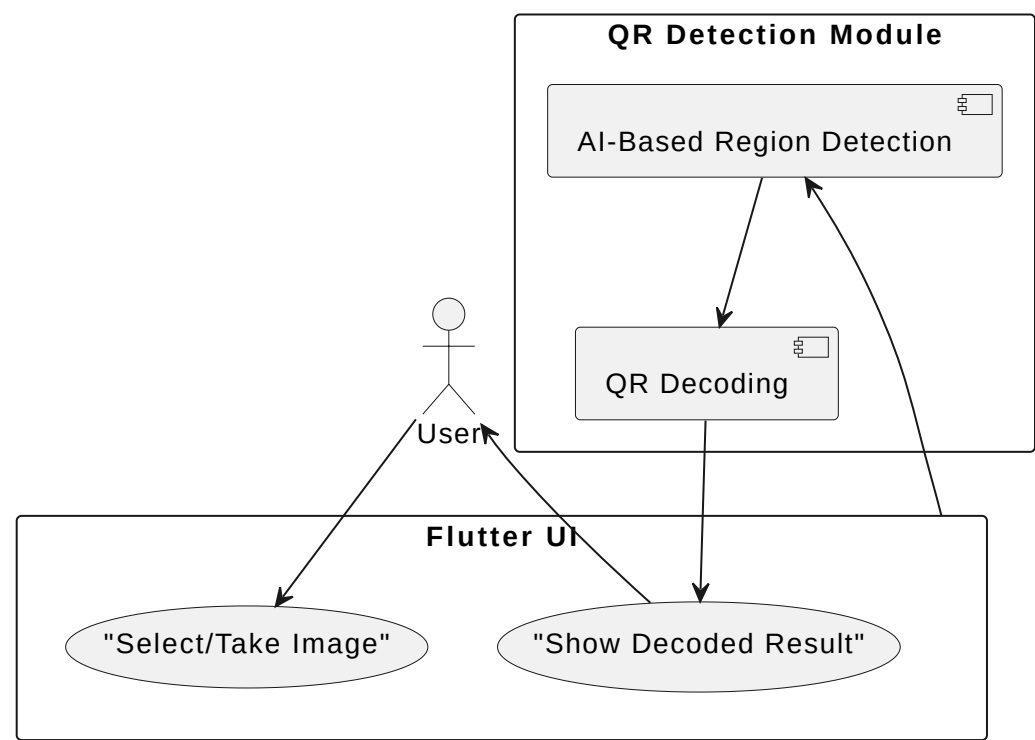 QR Detection Module
AI-Based Region Detection
QR Decoding
User
Flutter UI
"Select/Take Image"
"Show Decoded Result"